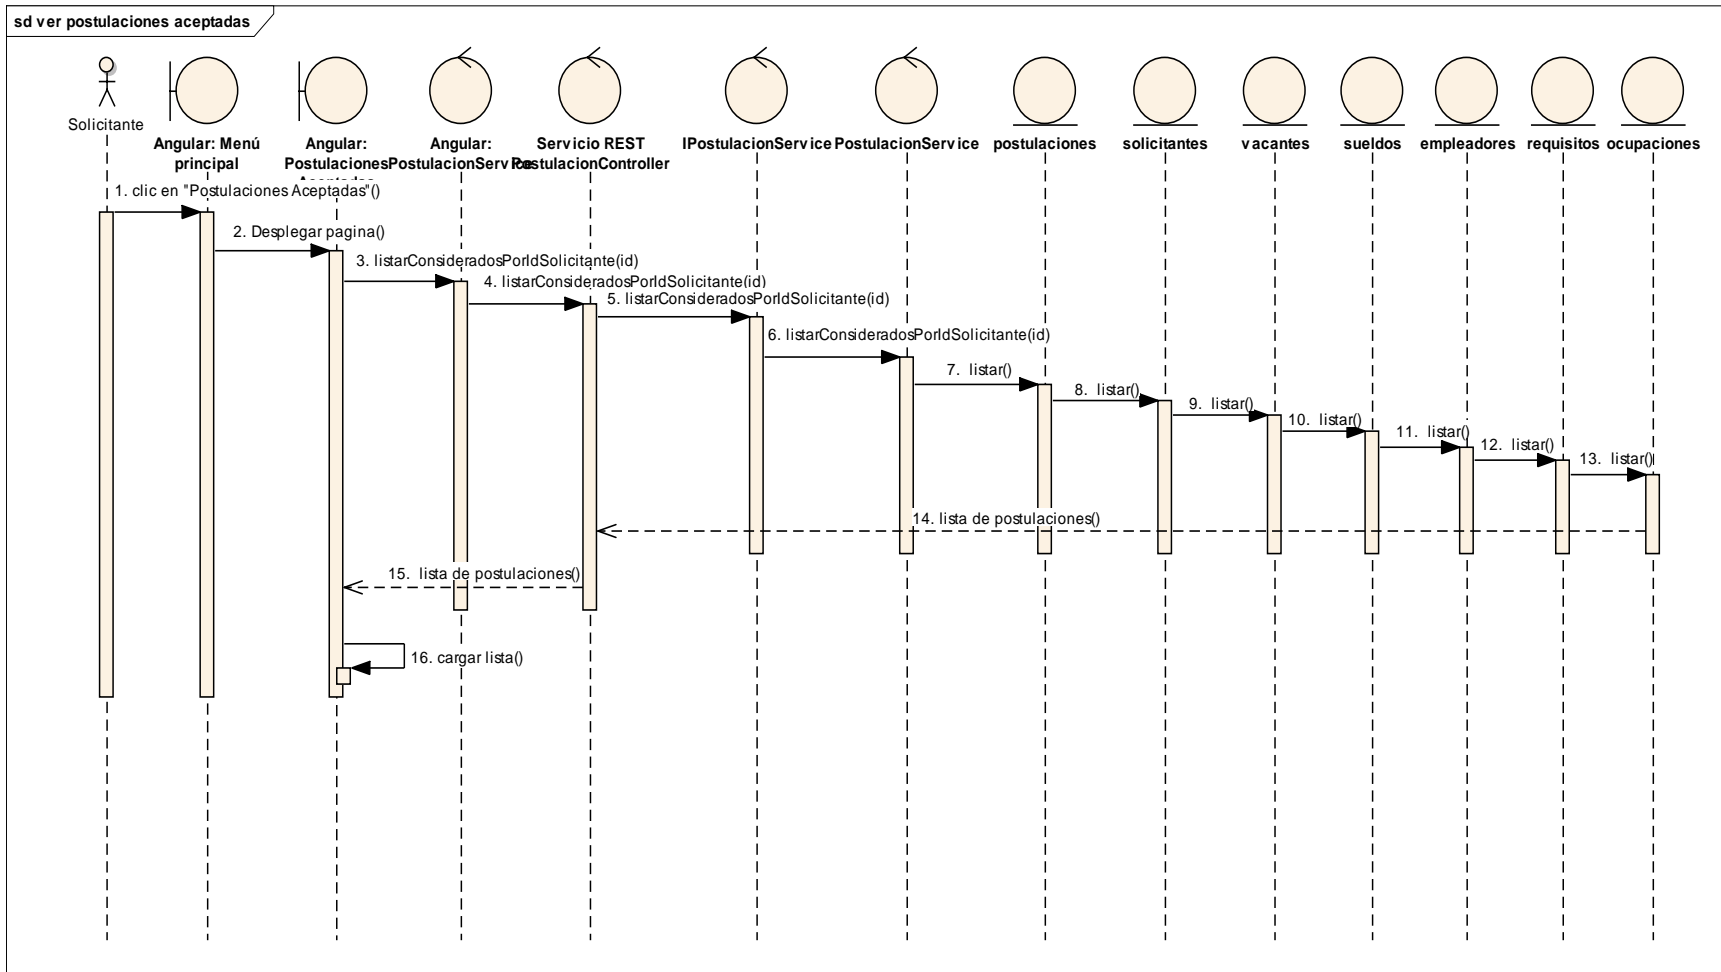 sd ver postulaciones aceptadas
Solicitante
Angular: Menú
principal
Angular:
Postulaciones
Aceptadas
Angular:
PostulacionService
Servicio REST
PostulacionController
IPostulacionService
PostulacionService
postulaciones
solicitantes
vacantes
sueldos
empleadores
requisitos
ocupaciones
1. clic en "Postulaciones Aceptadas"()
2. Desplegar pagina()
3. listarConsideradosPorIdSolicitante(id)
4. listarConsideradosPorIdSolicitante(id)
5. listarConsideradosPorIdSolicitante(id)
6. listarConsideradosPorIdSolicitante(id)
7. listar()
8. listar()
9. listar()
10. listar()
11. listar()
12. listar()
13. listar()
14. lista de postulaciones()
15. lista de postulaciones()
16. cargar lista()